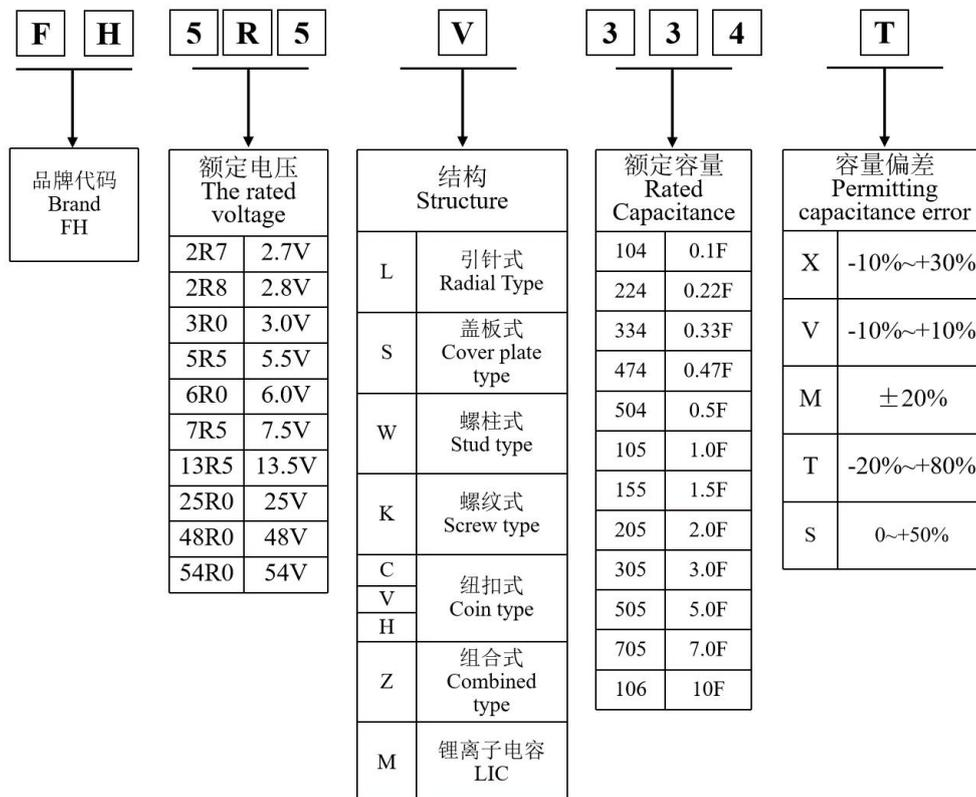 F H 5 R 5 V 3 3 4 T
品牌代码
Brand
FH
额定电压
The rated
voltage
2R7 2.7V
2R8 2.8V
3R0 3.0V
5R5 5.5V
6R0 6.0V
7R5 7.5V
13R5 13.5V
25R0 25V
48R0 48V
54R0 54V
结构
Structure
L 引针式
Radial Type
S 盖板式
Cover plate
type
W 螺柱式
Stud type
K 螺纹式
Screw type
C
V
H
纽扣式
Coin type
Z 组合式
Combined
type
M 锂离子电容
LIC
额定容量
Rated
Capacitance
104 0.1F
224 0.22F
334 0.33F
474 0.47F
504 0.5F
105 1.0F
155 1.5F
205 2.0F
305 3.0F
505 5.0F
705 7.0F
106 10F
容量偏差
Permitting
capacitance error
X -10%~+30%
V -10%~+10%
M ±20%
T -20%~+80%
S 0~+50%